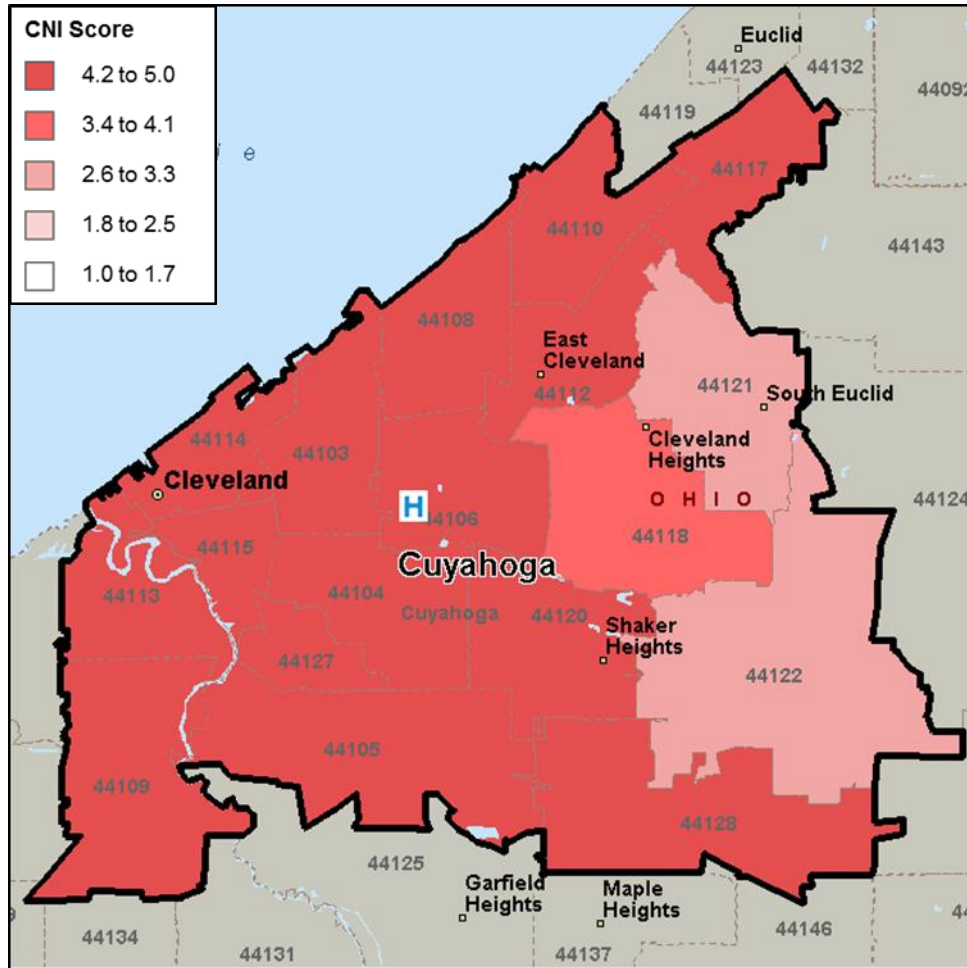 CNI Score
4.2 to 5.0
3.4 to 4.1
2.6 to 3.3
1.8 to 2.5
1.0 to 1.7
Euclid
44123
44132
44092
44119
44117
44143
44110
44108
East
Cleveland
44112
44121
South Euclid
44114
44103
Cleveland
Heights
Cleveland
O H I O
44124
H
44106
44115
44118
Cuyahoga
44113
44104
Cuyahoga
44120
Shaker
Heights
44127
44122
44105
44109
44128
44125
Garfield
Heights
Maple
Heights
44146
44134
44131
44137